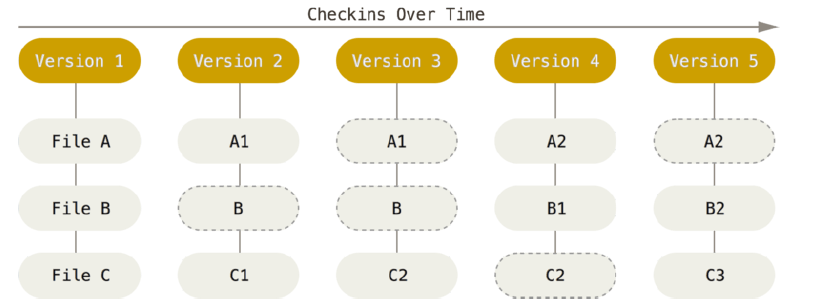 Checkins Over Time
Version 1 Version 2 Version 3 Version 4 Version 5
File A A1 A1 A2 A2
File B B B B1 B2
File C C1 C2 C2 C3